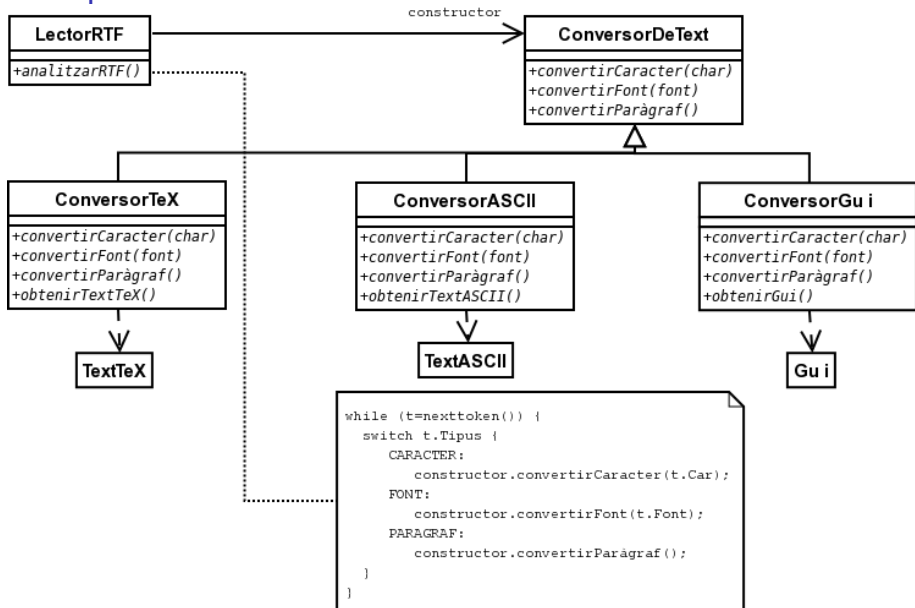 constructor
LectorRTF
+analitzarRTF()
ConversorDeText
+convertirCaracter(char)
+convertirFont(font)
+convertirParàgraf()
ConversorTeX
+convertirCaracter(char)
+convertirFont(font)
+convertirParàgraf()
+obtenirTextTeX()
ConversorASCII
+convertirCaracter(char)
+convertirFont(font)
+convertirParàgraf()
+obtenirTextASCII()
ConversorGu i
+convertirCaracter(char)
+convertirFont(font)
+convertirParàgraf()
+obtenirGui()
TextTeX
TextASCII
Gu i
while (t=nexttoken()) {
switch t.Tipus {
CARACTER:
constructor.convertirCaracter(t.Car);
FONT:
constructor.convertirFont(t.Font);
PARAGRAF:
constructor.convertirParàgraf();
}
}